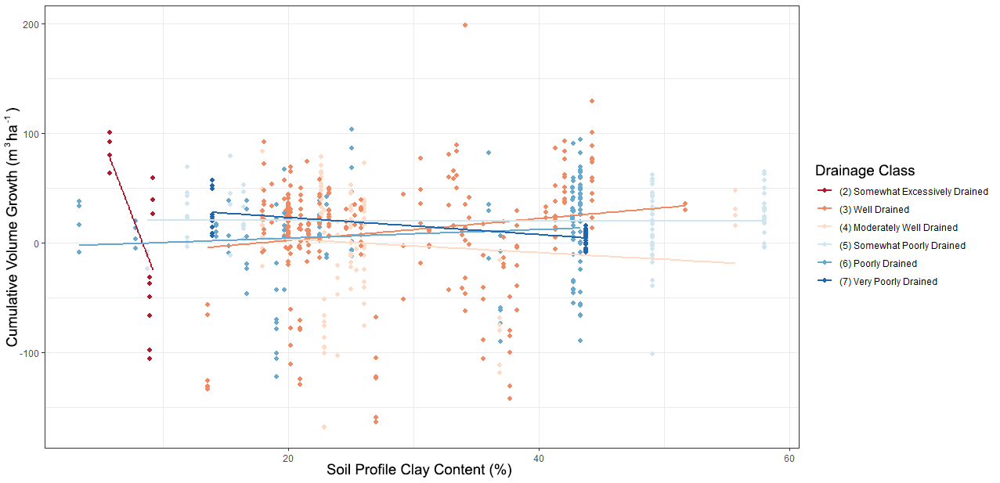 200
100
0
-100
Cumulative Volume Growth (m³ha⁻¹)
20
40
60
Soil Profile Clay Content (%)
Drainage Class
(2) Somewhat Excessively Drained
(3) Well Drained
(4) Moderately Well Drained
(5) Somewhat Poorly Drained
(6) Poorly Drained
(7) Very Poorly Drained